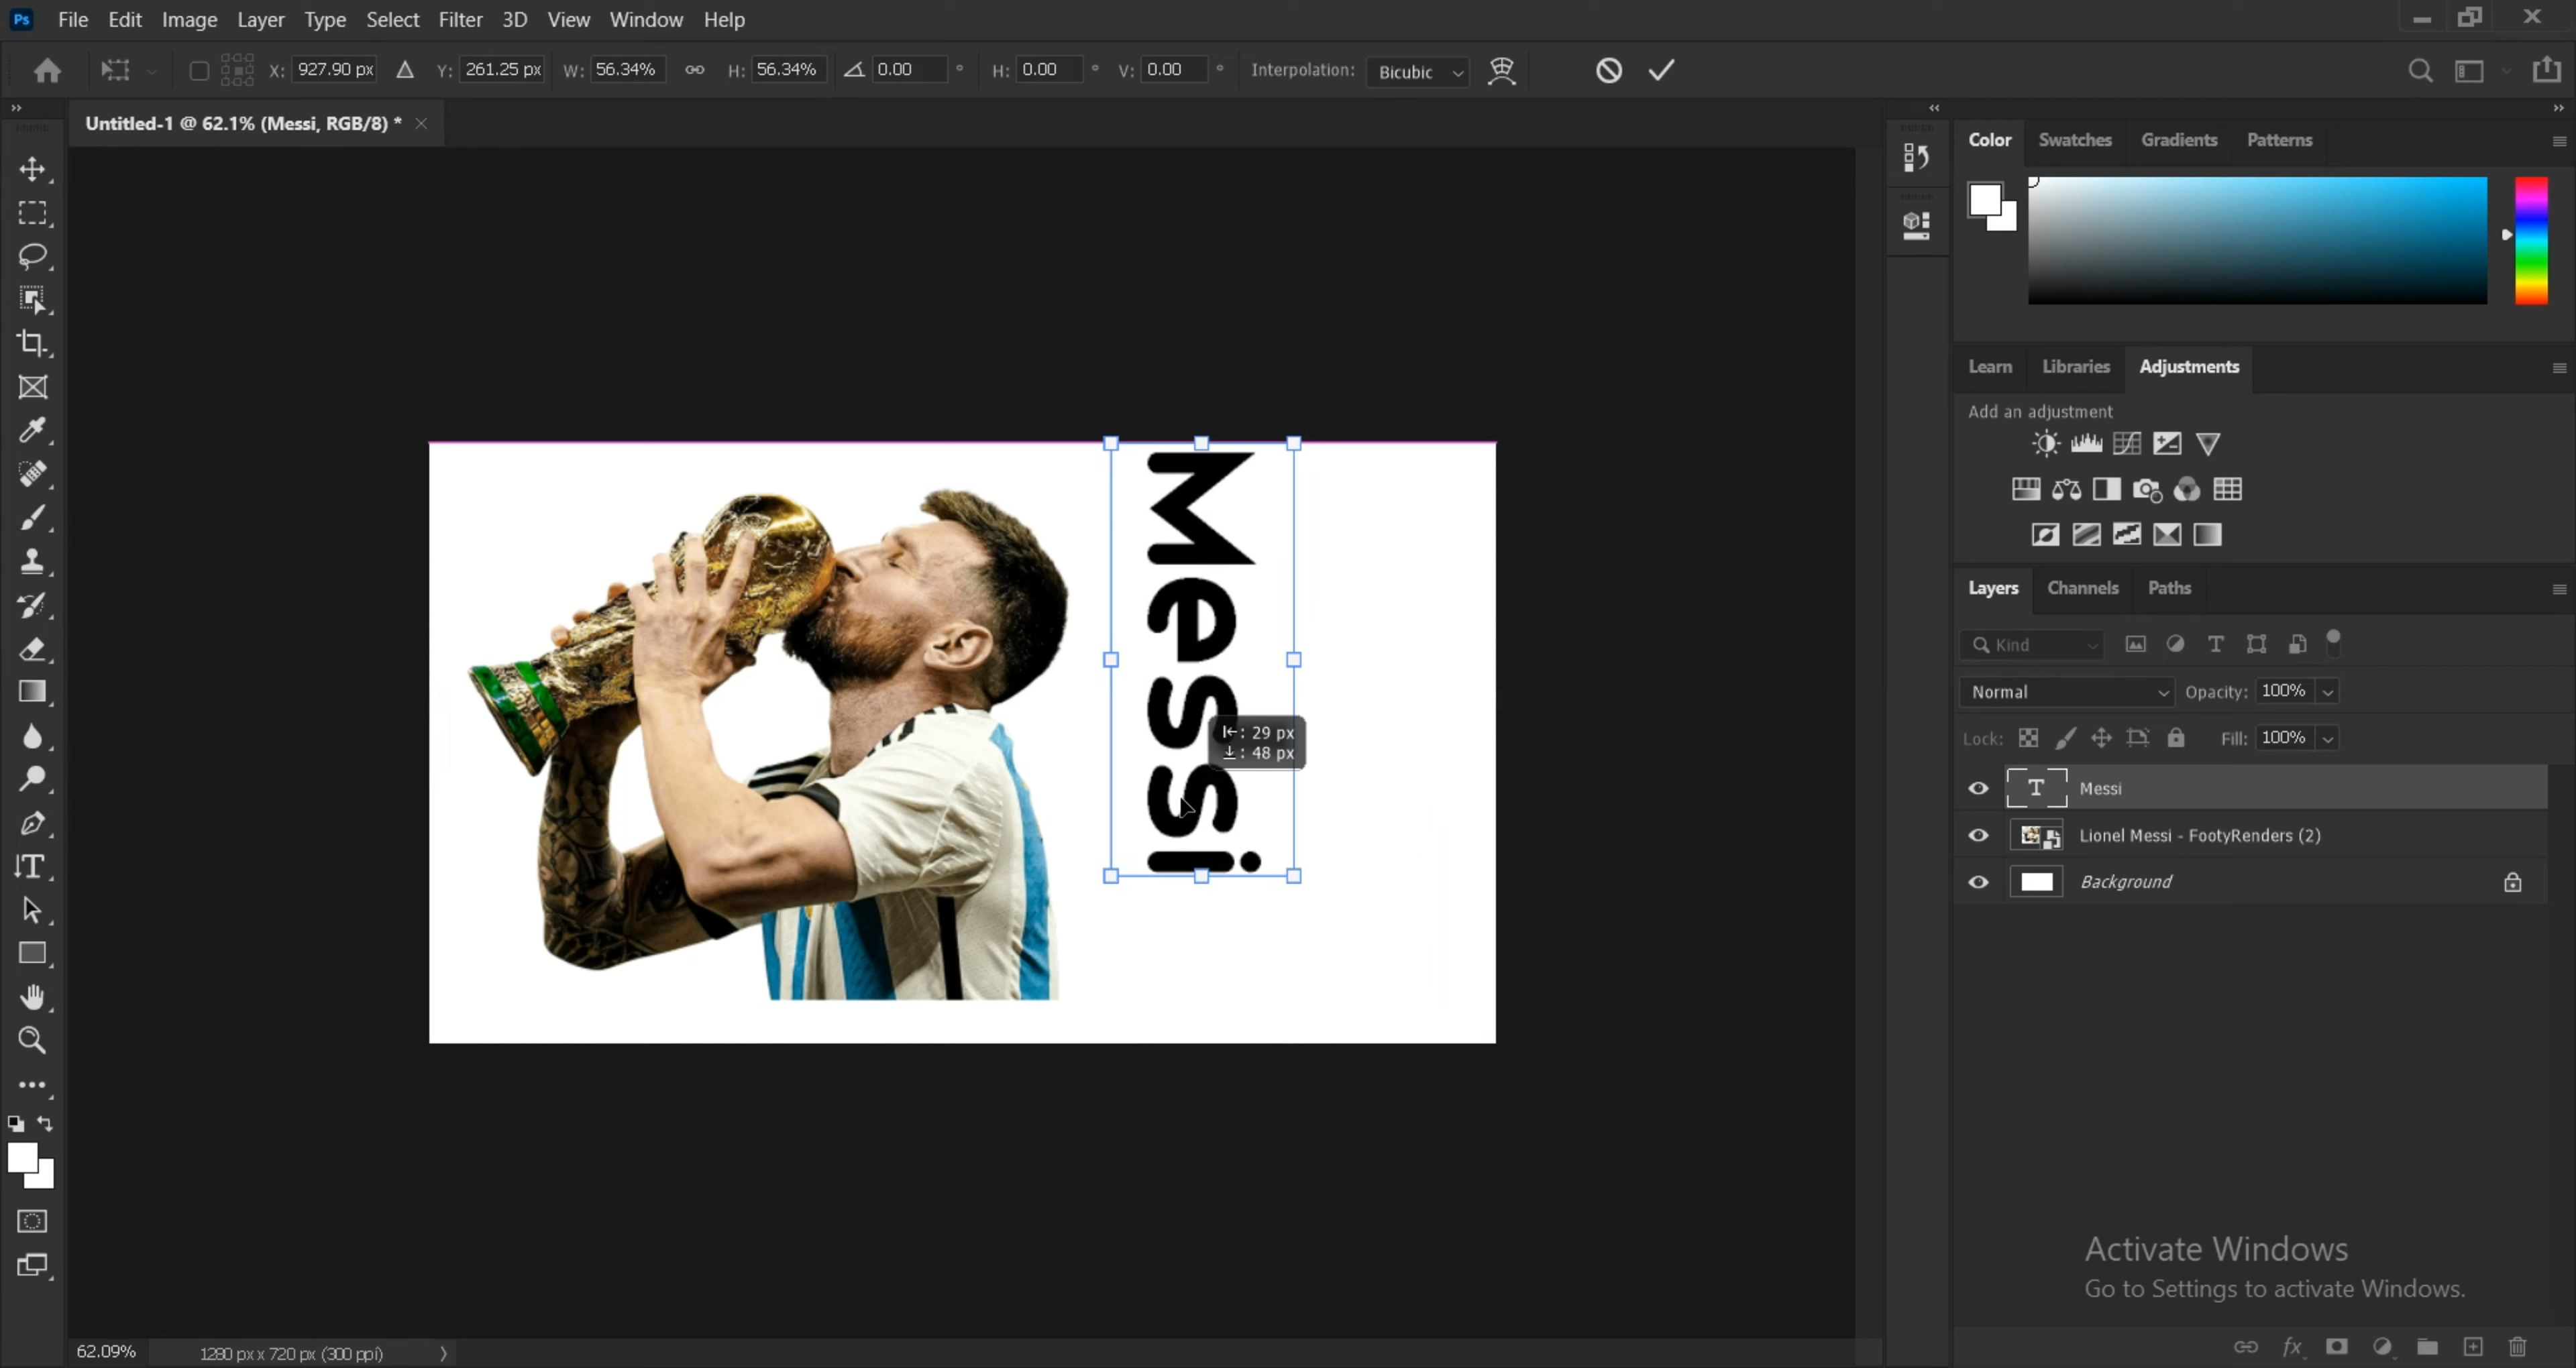 Ps File Edit Image Layer Type Select Filter 3D View Window Help
X: 927.90 px Y: 261.25 px W: 56.34% H: 56.34% 0.00 ° H: 0.00 ° V: 0.00 ° Interpolation: Bicubic
Untitled-1 @ 62.1% (Messi, RGB/8) *
Color Swatches Gradients Patterns
Learn Libraries Adjustments
Add an adjustment
Messi
|←: 29 px
↓: 48 px
Layers Channels Paths
Kind
Normal Opacity: 100%
Lock: Fill: 100%
T Messi
Lionel Messi - FootyRenders (2)
Background
Activate Windows
Go to Settings to activate Windows.
62.09% 1280 px x 720 px (300 ppi)